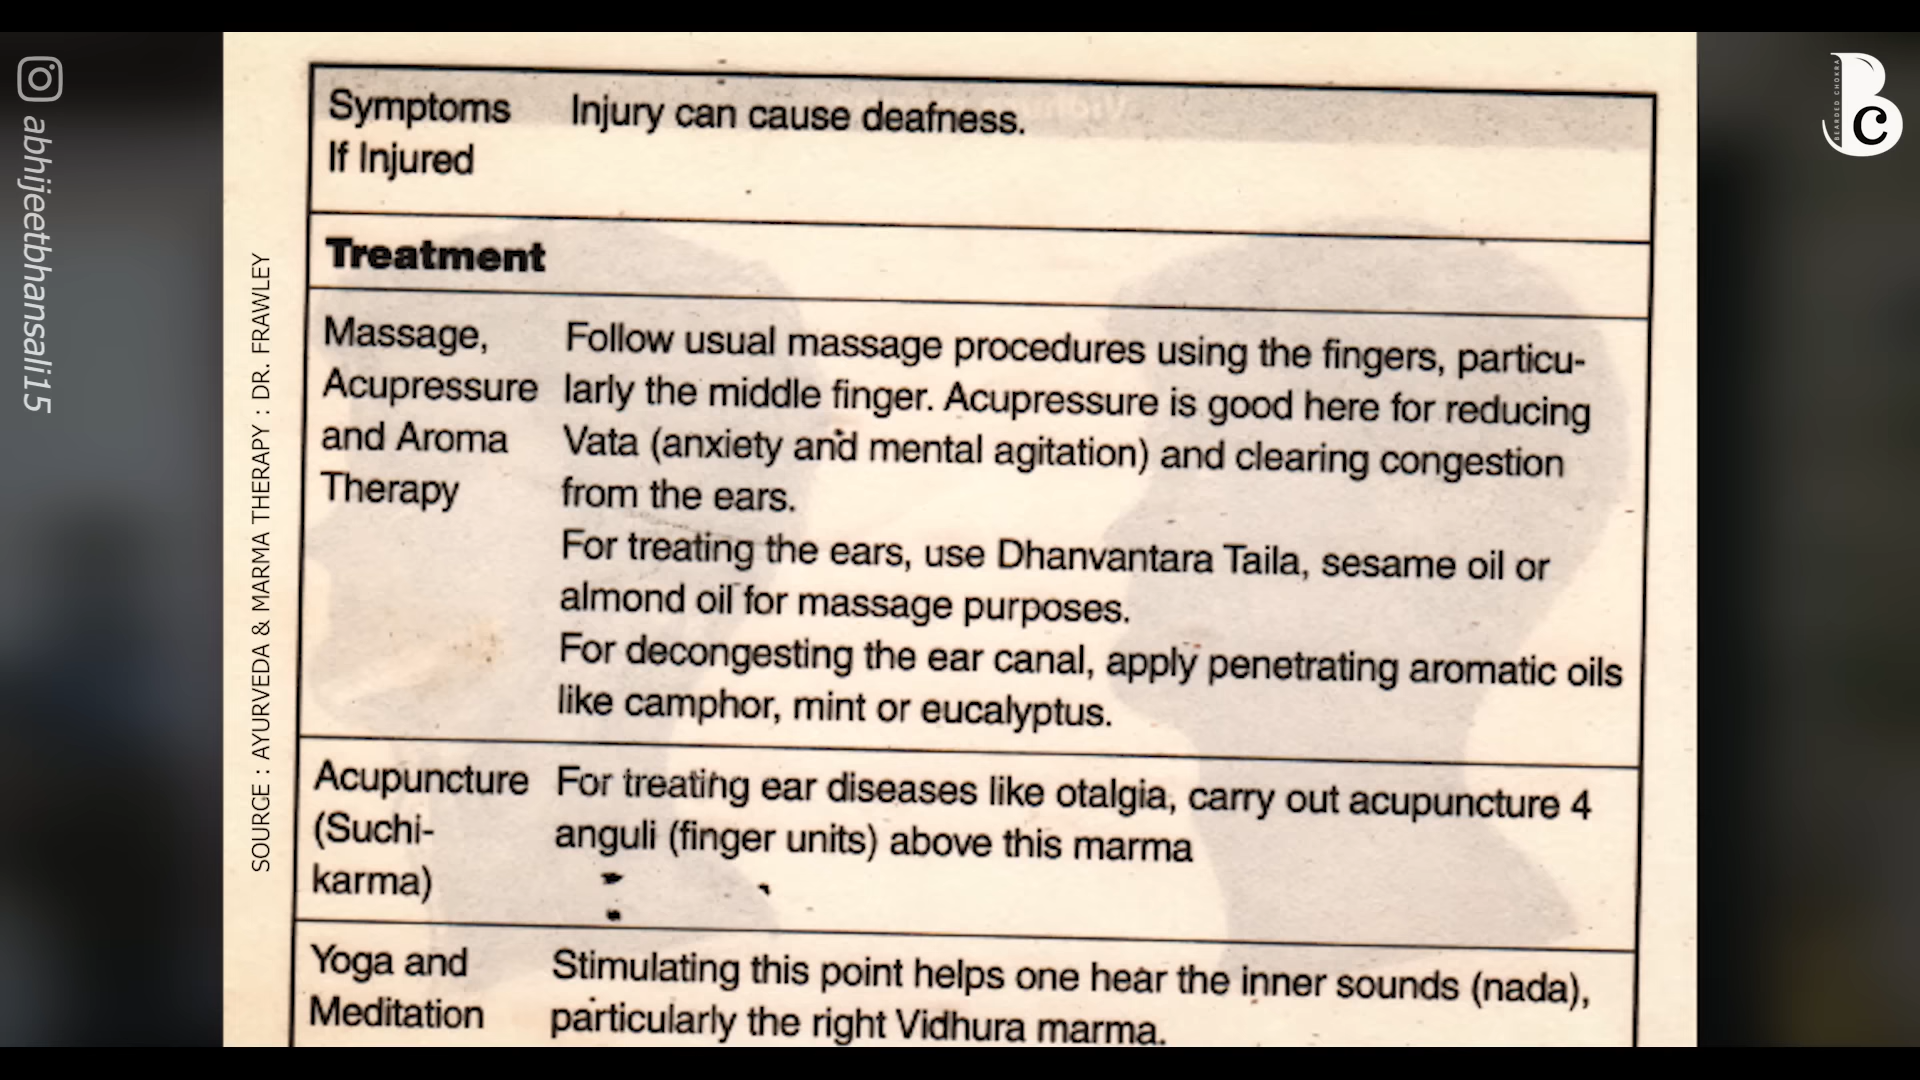 abhijeetbhansali15
BEARDED CHOKRA
BC
SOURCE : AYURVEDA & MARMA THERAPY : DR. FRAWLEY
Symptoms If Injured
Injury can cause deafness.
Treatment
Massage, Acupressure and Aroma Therapy
Follow usual massage procedures using the fingers, particu-
larly the middle finger. Acupressure is good here for reducing
Vata (anxiety and mental agitation) and clearing congestion
from the ears.
For treating the ears, use Dhanvantara Taila, sesame oil or
almond oil for massage purposes.
For decongesting the ear canal, apply penetrating aromatic oils
like camphor, mint or eucalyptus.
Acupuncture (Suchi-karma)
For treating ear diseases like otalgia, carry out acupuncture 4
anguli (finger units) above this marma
Yoga and Meditation
Stimulating this point helps one hear the inner sounds (nada),
particularly the right Vidhura marma.